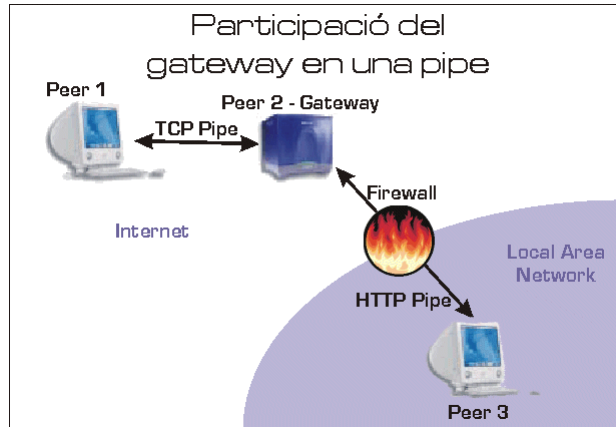 Participació del
gateway en una pipe
Peer 1
Peer 2 - Gateway
TCP Pipe
Firewall
Internet
Local Area
Network
HTTP Pipe
Peer 3